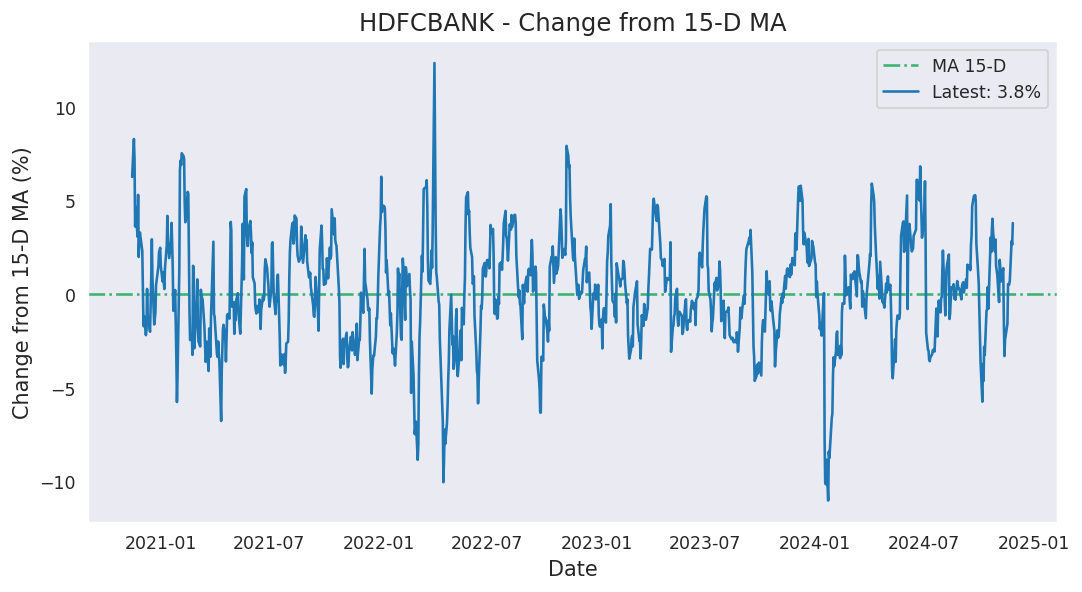 HDFCBANK - Change from 15-D MA
MA 15-D
Latest: 3.8%
Change from 15-D MA (%)
10
5
0
−5
−10
2021-01 2021-07 2022-01 2022-07 2023-01 2023-07 2024-01 2024-07 2025-01
Date